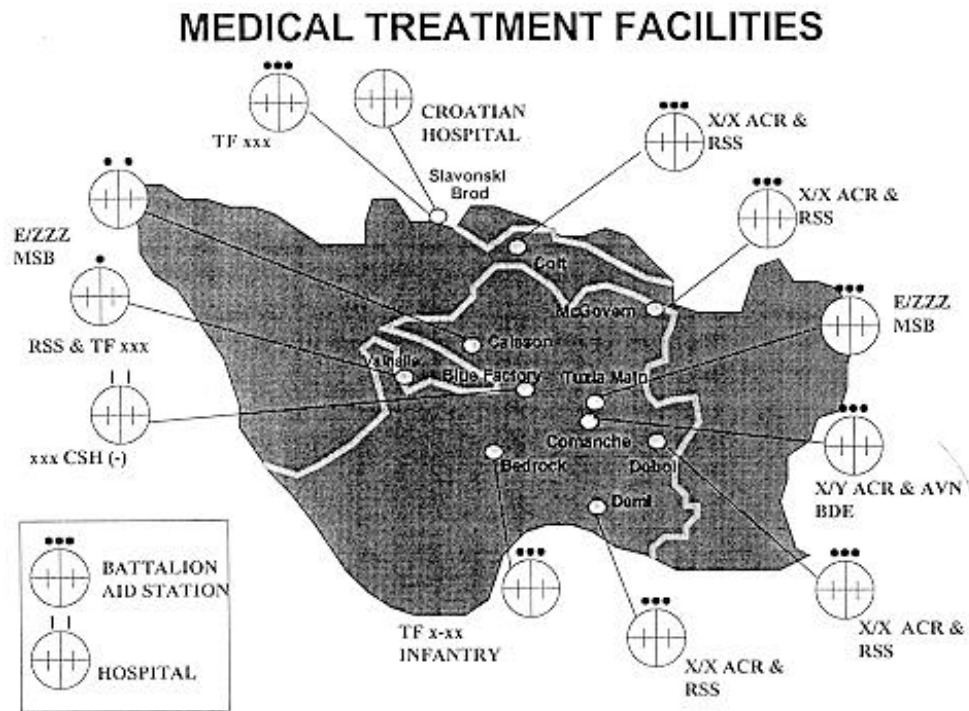 MEDICAL TREATMENT FACILITIES
TF xxx
CROATIAN
HOSPITAL
X/X ACR &
RSS
Slavonski
Brod
X/X ACR &
RSS
E/ZZZ
MSB
Colt
McGovern
E/ZZZ
MSB
RSS & TF xxx
Caisson
Valhalla
Blue Factory
Tuzla Main
xxx CSH (-)
Comanche
Bedrock
Doboi
X/Y ACR & AVN
BDE
Demi
BATTALION
AID STATION
HOSPITAL
TF x-xx
INFANTRY
X/X ACR &
RSS
X/X ACR &
RSS